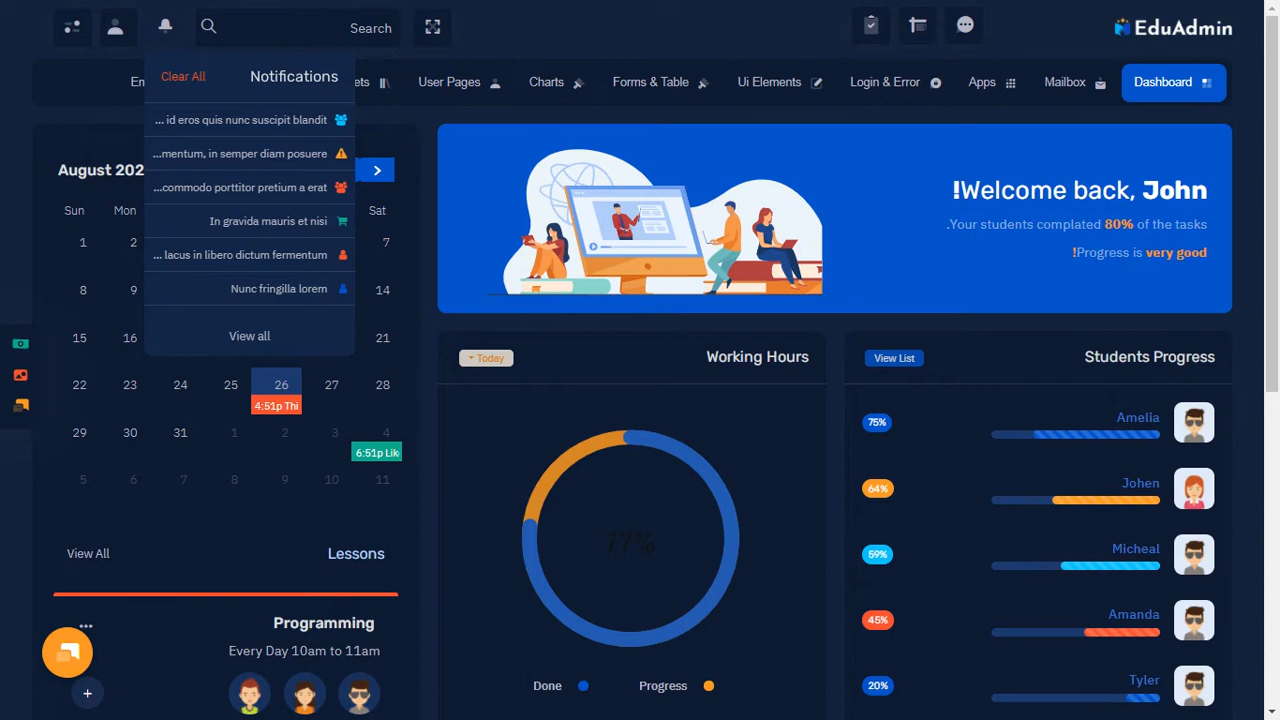 Search
EduAdmin
Em
ets
User Pages
Charts
Forms & Table
Ui Elements
Login & Error
Apps
Mailbox
Dashboard
Clear All
Notifications
... id eros quis nunc suscipit blandit
...mentum, in semper diam posuere
...commodo porttitor pretium a erat
In gravida mauris et nisi
... lacus in libero dictum fermentum
Nunc fringilla lorem
View all
August 202
Sun Mon Sat
1 2 7
8 9 14
15 16 21
22 23 24 25 26 27 28
4:51p Thi
29 30 31 1 2 3 4
6:51p Lik
5 6 7 8 9 10 11
!Welcome back, John
.Your students complated 80% of the tasks
!Progress is very good
Today
Working Hours
77%
Done
Progress
View List
Students Progress
75%
Amelia
64%
Johen
59%
Micheal
45%
Amanda
20%
Tyler
View All
Lessons
Programming
Every Day 10am to 11am